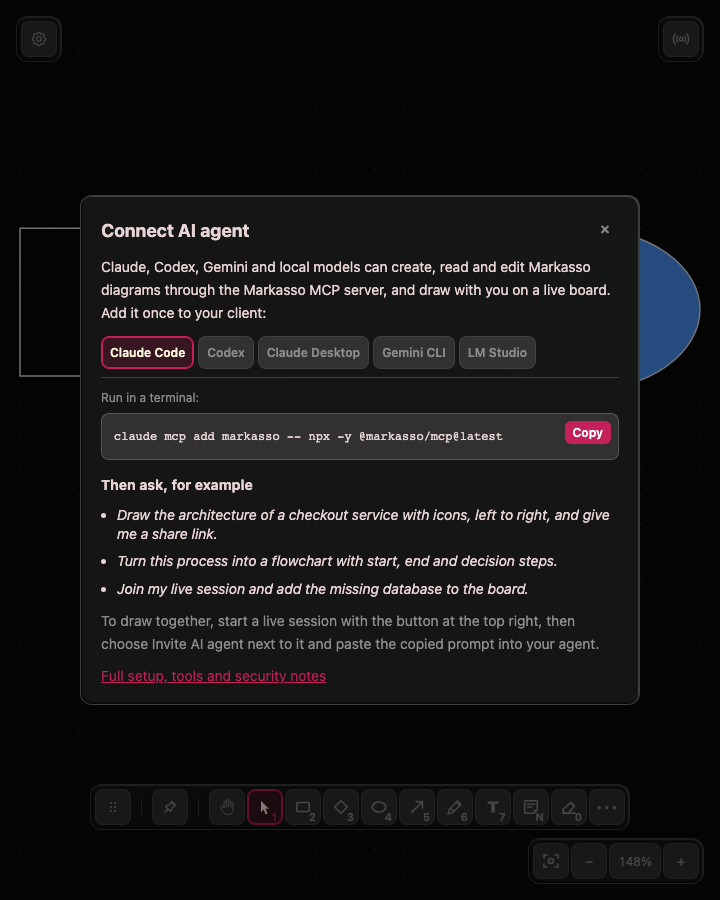 Connect AI agent
×
Claude, Codex, Gemini and local models can create, read and edit Markasso
diagrams through the Markasso MCP server, and draw with you on a live board.
Add it once to your client:
Claude Code Codex Claude Desktop Gemini CLI LM Studio
Run in a terminal:
claude mcp add markasso -- npx -y @markasso/mcp@latest
Copy
Then ask, for example
• Draw the architecture of a checkout service with icons, left to right, and give
me a share link.
• Turn this process into a flowchart with start, end and decision steps.
• Join my live session and add the missing database to the board.
To draw together, start a live session with the button at the top right, then
choose Invite AI agent next to it and paste the copied prompt into your agent.
Full setup, tools and security notes
1 2 3 4 5 6 T 7 N 0
− 148% +